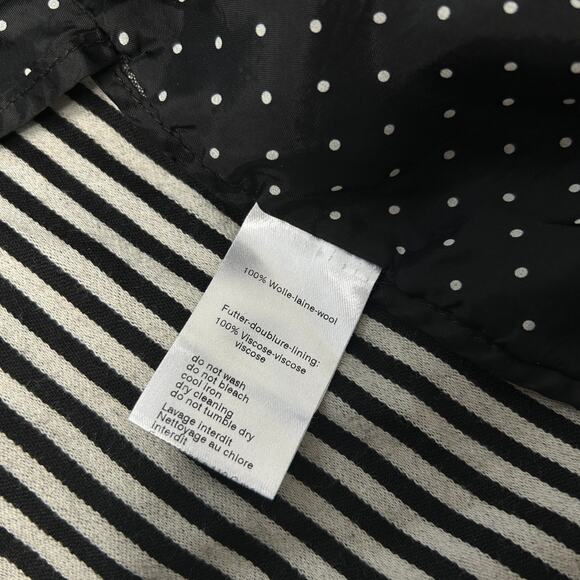 100% Wolle-laine-wool
Futter-doublure-lining:
100% Viscose-viscose
viscose
do not wash
do not bleach
cool iron
dry cleaning
do not tumble dry
Lavage interdit
Nettoyage au chlore
interdit